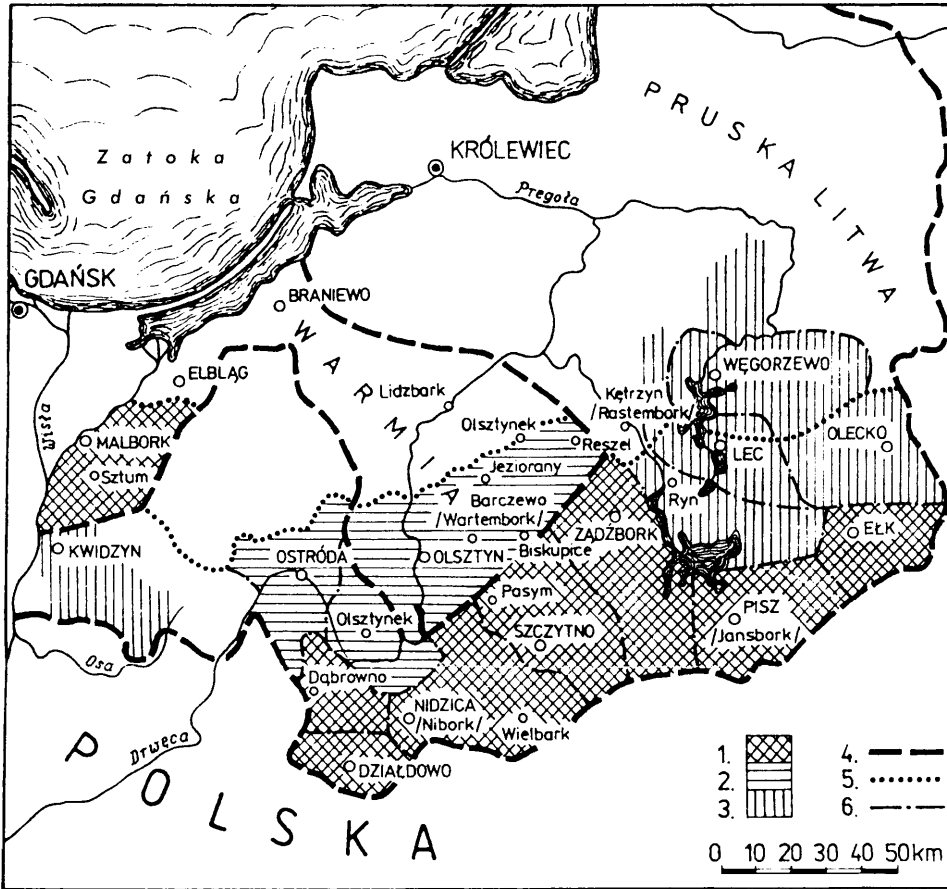 PRUSKA LITWA
Zatoka
Gdańska
KRÓLEWIEC
Pregoła
GDAŃSK
BRANIEWO
WARMIA
ELBLĄG
Wisła
Lidzbark
WĘGORZEWO
Kętrzyn
/Rastembork/
Olsztynek
Reszel
MALBORK
Sztum
Jeziorany
LEC
OLECKO
Barczewo
/Wartembork/
Ryn
KWIDZYN
OSTRÓDA
OLSZTYN
Biskupice
ZĄDŹBORK
EŁK
Pasym
Olsztynek
SZCZYTNO
PISZ
/Jansbork/
Osa
Dąbrowno
NIDZICA
/Nibork/
Wielbark
Drwęca
DZIAŁDOWO
POLSKA
1.
2.
3.
4.
5.
6.
0 10 20 30 40 50km